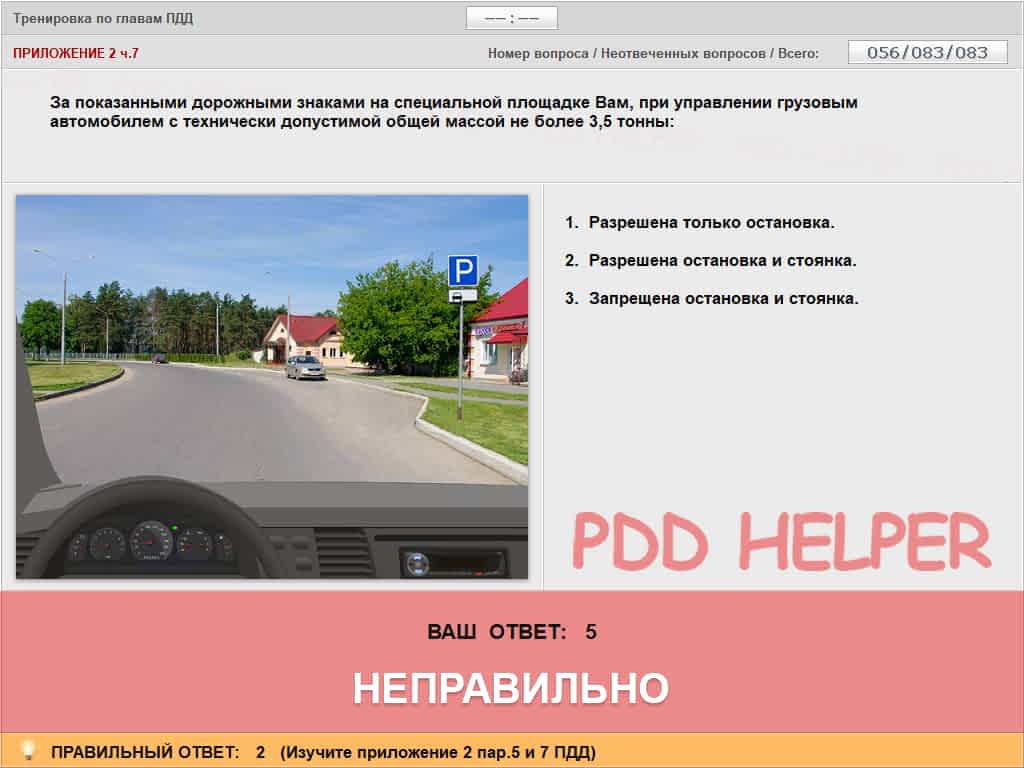 Тренировка по главам ПДД
––:––
ПРИЛОЖЕНИЕ 2 ч.7
Номер вопроса / Неотвеченных вопросов / Всего:
056/083/083
За показанными дорожными знаками на специальной площадке Вам, при управлении грузовым
автомобилем с технически допустимой общей массой не более 3,5 тонны:
P
1. Разрешена только остановка.
2. Разрешена остановка и стоянка.
3. Запрещена остановка и стоянка.
PDD HELPER
ВАШ ОТВЕТ: 5
НЕПРАВИЛЬНО
ПРАВИЛЬНЫЙ ОТВЕТ: 2 (Изучите приложение 2 пар.5 и 7 ПДД)